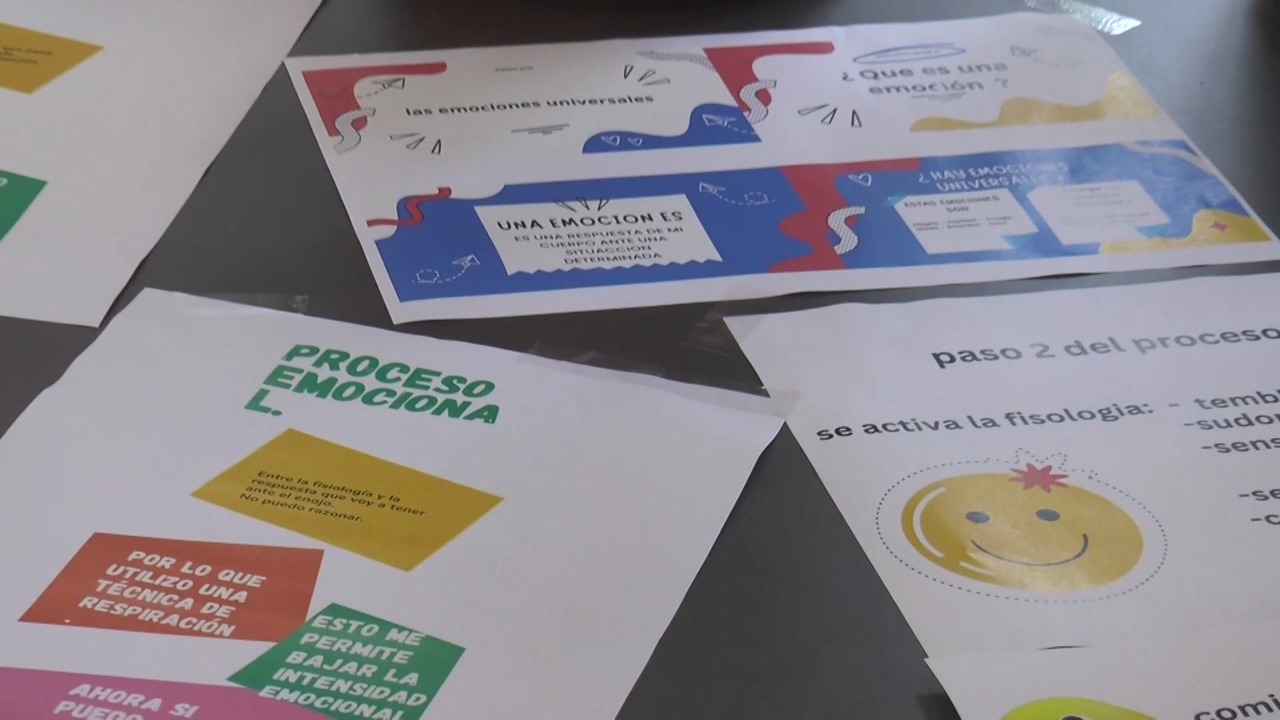 las emociones universales
¿ Que es una
emoción ?
UNA EMOCION ES
ES UNA RESPUESTA DE MI
CUERPO ANTE UNA
SITUACCION
DETERMINADA
¿ HAY EMOCIONES
UNIVERSALES
ESTAS EMOCIONES
SON:
PROCESO
EMOCIONA
L.
Entre la fisiología y la
respuesta que voy a tener
ante el enojo.
No puedo razonar.
POR LO QUE
UTILIZO UNA
TÉCNICA DE
RESPIRACIÓN
ESTO ME
PERMITE
BAJAR LA
INTENSIDAD
EMOCIONAL
AHORA SI
PUEDO
paso 2 del proceso
se activa la fisologia: - temb
-sudo
-sens
-se
-c
comi